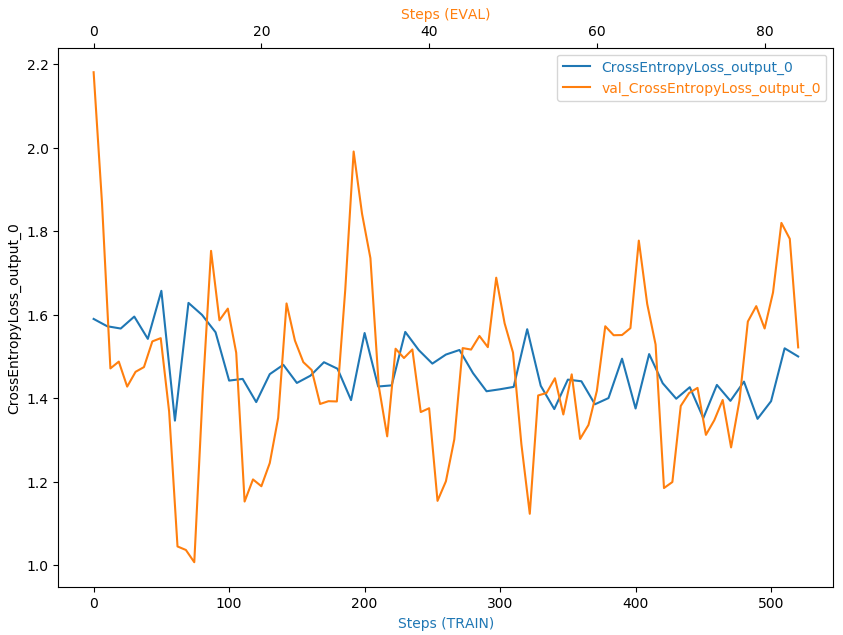 Steps (EVAL)
0 20 40 60 80
CrossEntropyLoss_output_0
val_CrossEntropyLoss_output_0
CrossEntropyLoss_output_0
2.2
2.0
1.8
1.6
1.4
1.2
1.0
0 100 200 300 400 500
Steps (TRAIN)